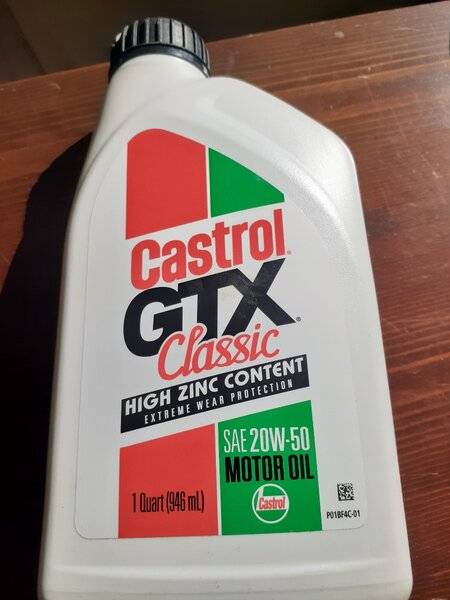 Castrol
GTX®
Classic
HIGH ZINC CONTENT
EXTREME WEAR PROTECTION
SAE 20W-50
MOTOR OIL
1 Quart (946 mL)
Castrol
P01BF4C-01